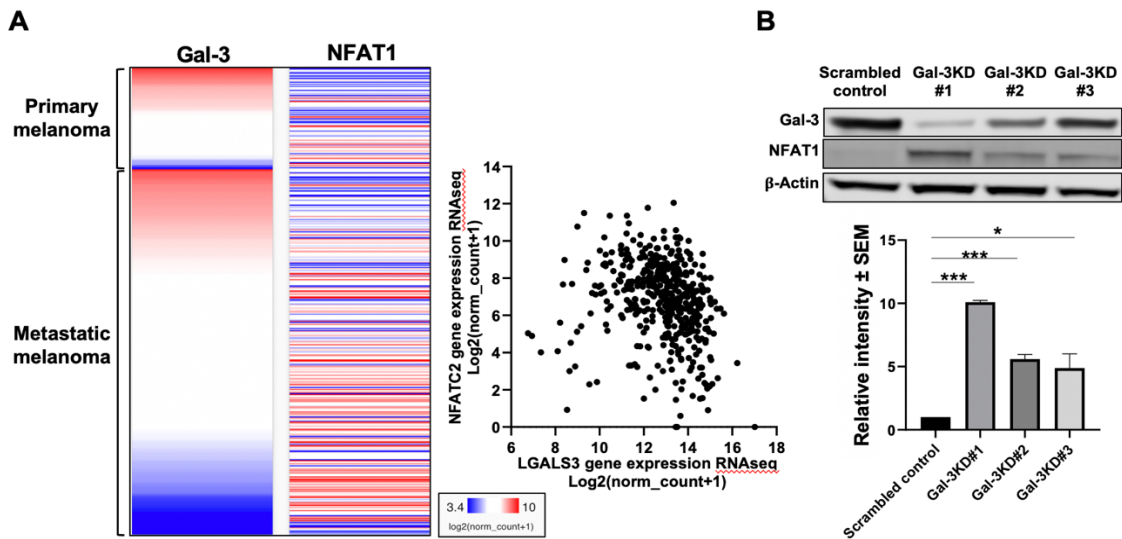 A
Gal-3
NFAT1
Primary
melanoma
Metastatic
melanoma
3.4
10
log2(norm_count+1)
NFATC2 gene expression RNAseq
Log2(norm_count+1)
14
12
10
8
6
4
2
0
6
8
10
12
14
16
18
LGALS3 gene expression RNAseq
Log2(norm_count+1)
B
Scrambled
control
Gal-3KD
#1
Gal-3KD
#2
Gal-3KD
#3
Gal-3
NFAT1
β-Actin
Relative intensity ± SEM
15
10
5
0
*
***
***
Scrambled control
Gal-3KD#1
Gal-3KD#2
Gal-3KD#3